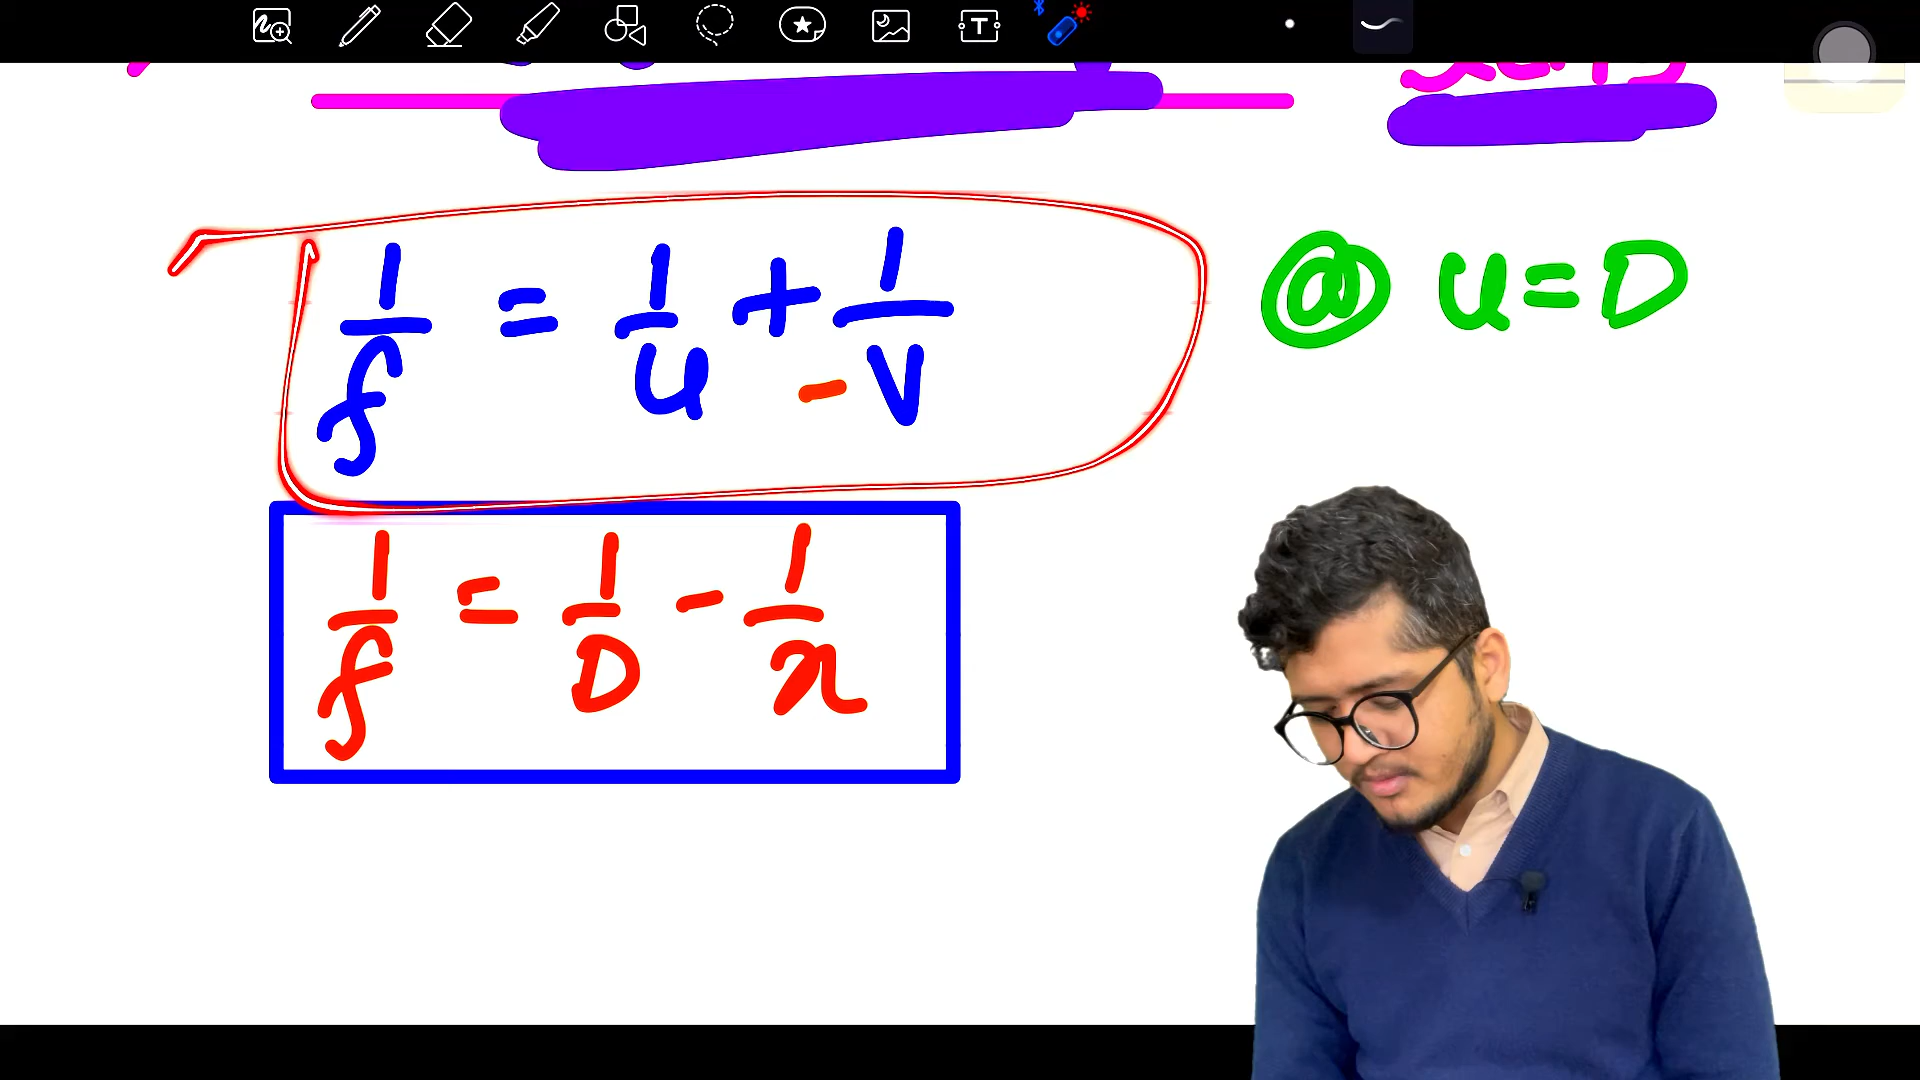 1/f = 1/u + 1/-v
@ u = D
1/f = 1/D - 1/x